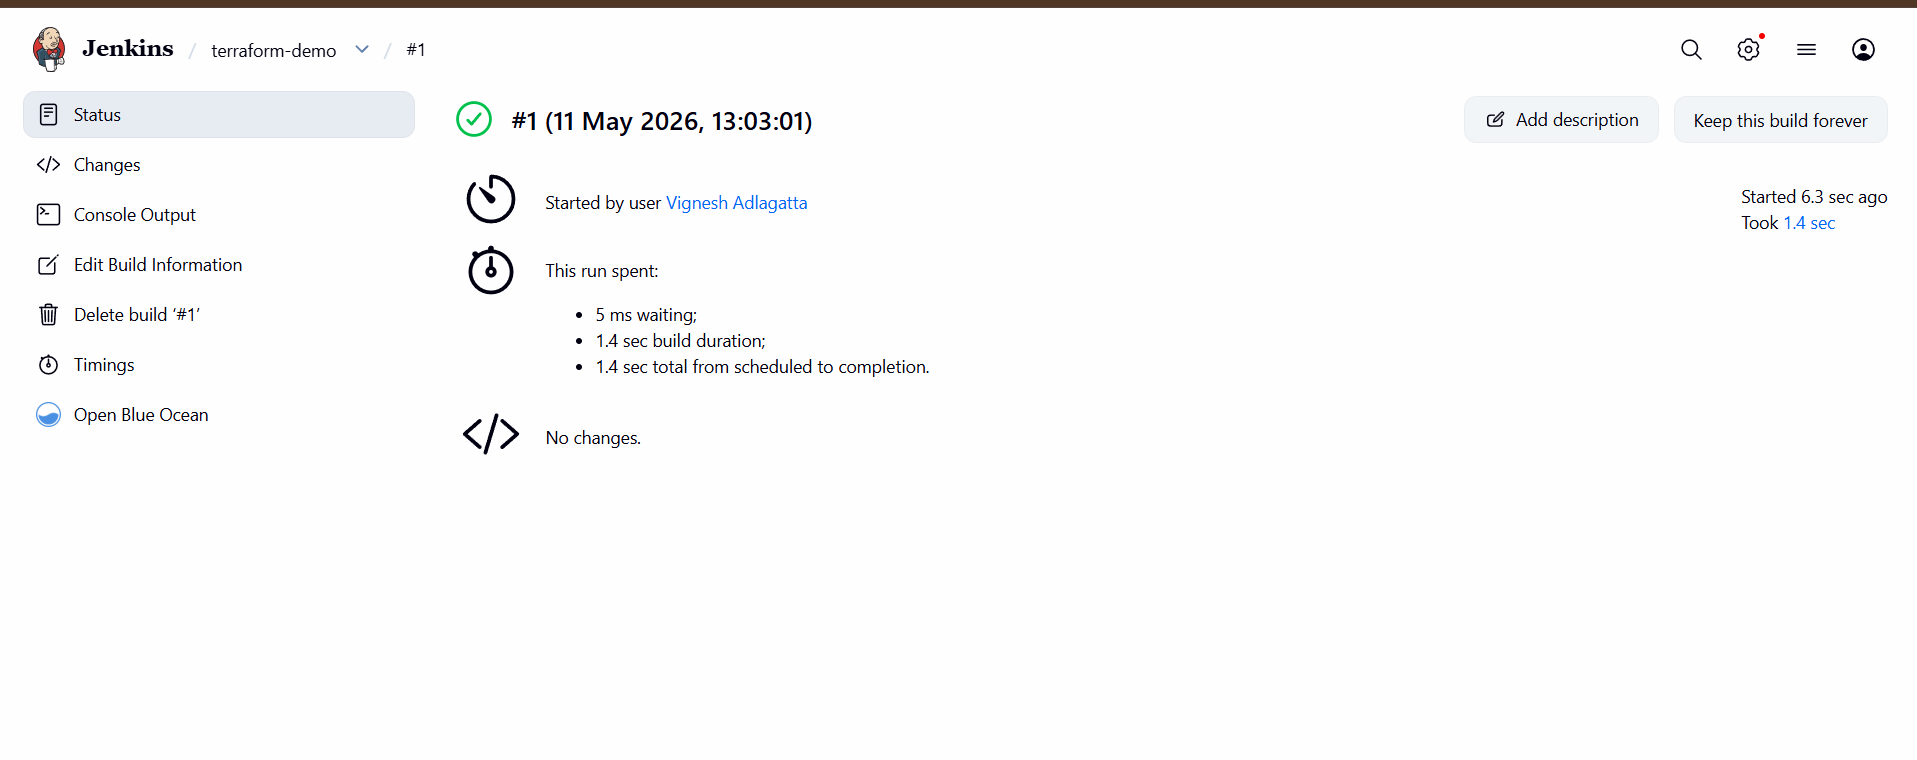 Jenkins / terraform-demo / #1
Status
Changes
Console Output
Edit Build Information
Delete build ‘#1’
Timings
Open Blue Ocean
#1 (11 May 2026, 13:03:01)
Add description
Keep this build forever
Started by user Vignesh Adlagatta
Started 6.3 sec ago
Took 1.4 sec
This run spent:
• 5 ms waiting;
• 1.4 sec build duration;
• 1.4 sec total from scheduled to completion.
No changes.